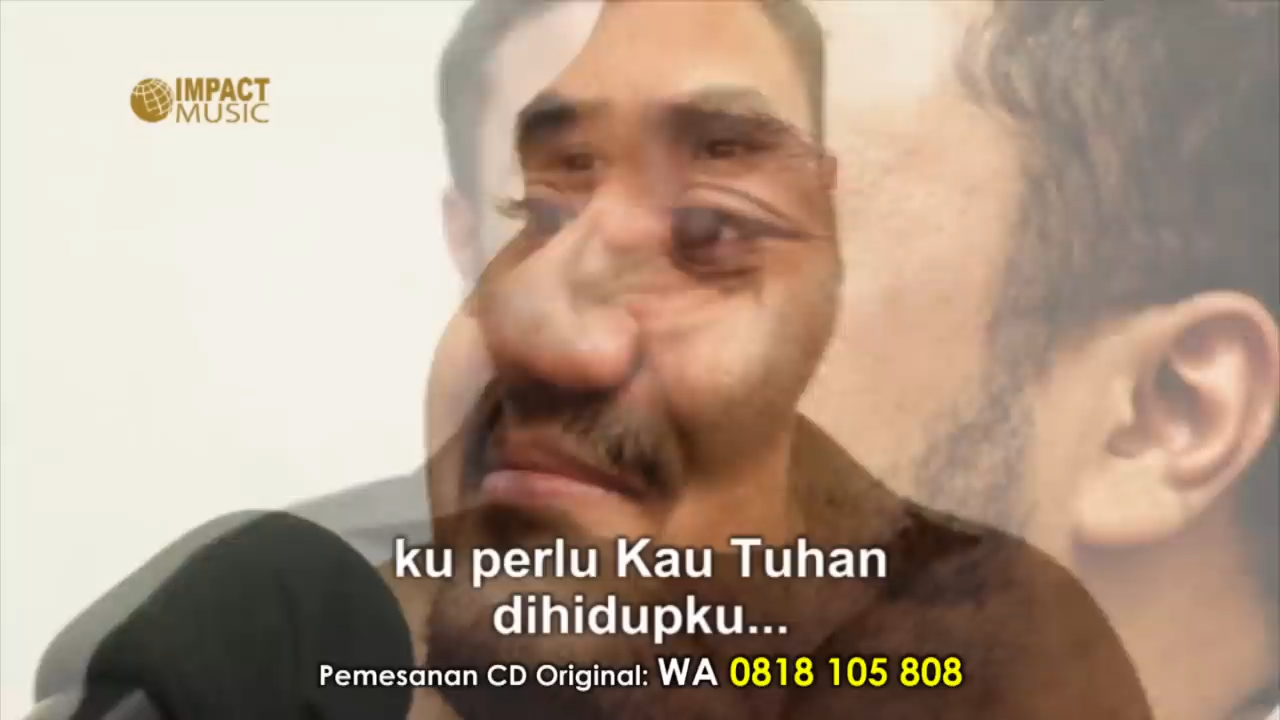 IMPACT
MUSIC
ku perlu Kau Tuhan
dihidupku...
Pemesanan CD Original: WA 0818 105 808